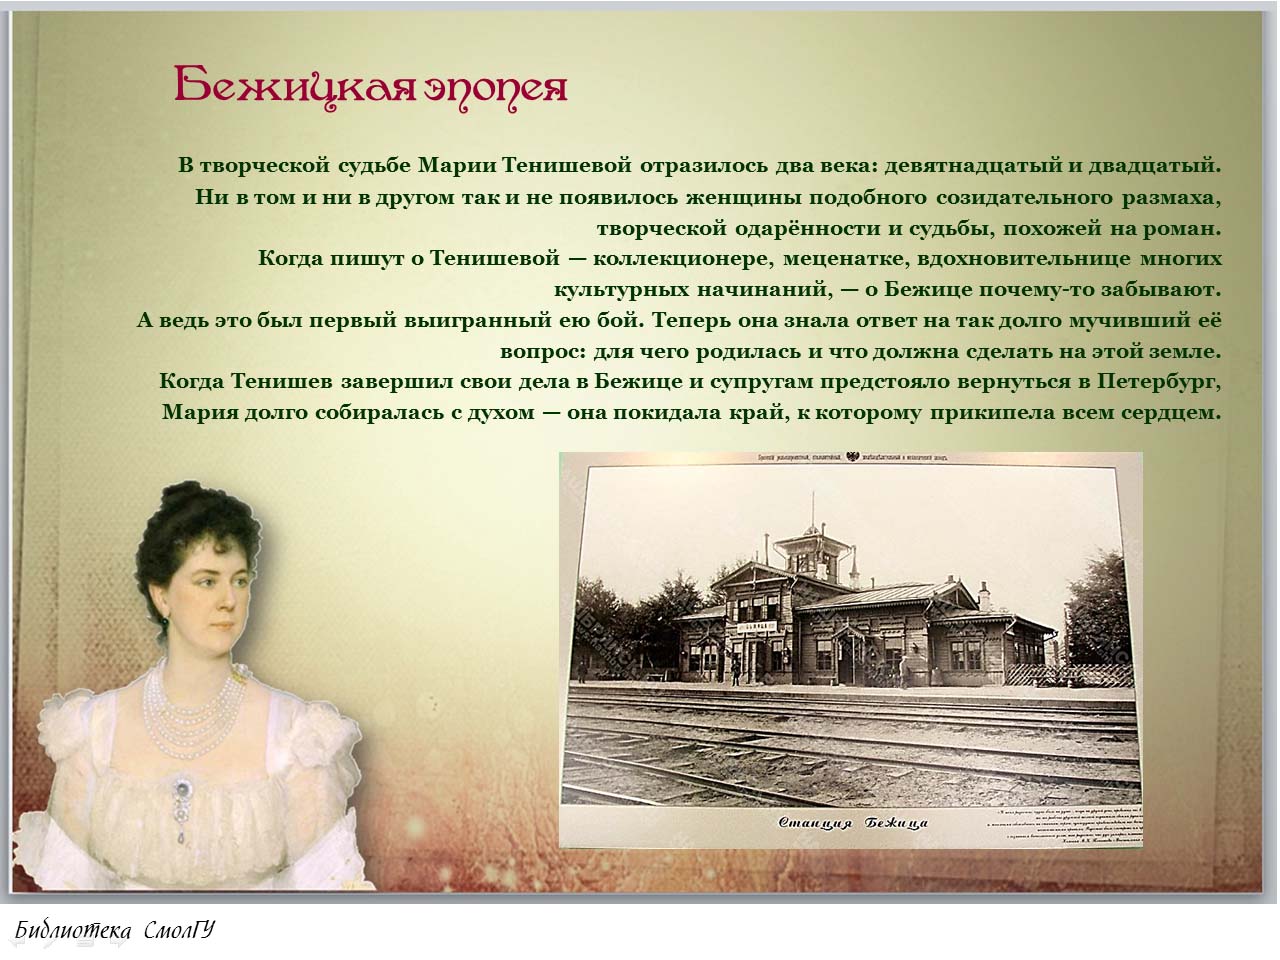 Бежицкая эпопея
В творческой судьбе Марии Тенишевой отразилось два века: девятнадцатый и двадцатый.
Ни в том и ни в другом так и не появилось женщины подобного созидательного размаха,
творческой одарённости и судьбы, похожей на роман.
Когда пишут о Тенишевой — коллекционере, меценатке, вдохновительнице многих
культурных начинаний, — о Бежице почему-то забывают.
А ведь это был первый выигранный ею бой. Теперь она знала ответ на так долго мучивший её
вопрос: для чего родилась и что должна сделать на этой земле.
Когда Тенишев завершил свои дела в Бежице и супругам предстояло вернуться в Петербург,
Мария долго собиралась с духом — она покидала край, к которому прикипела всем сердцем.
Станция Бежица
Библиотека СмолГУ